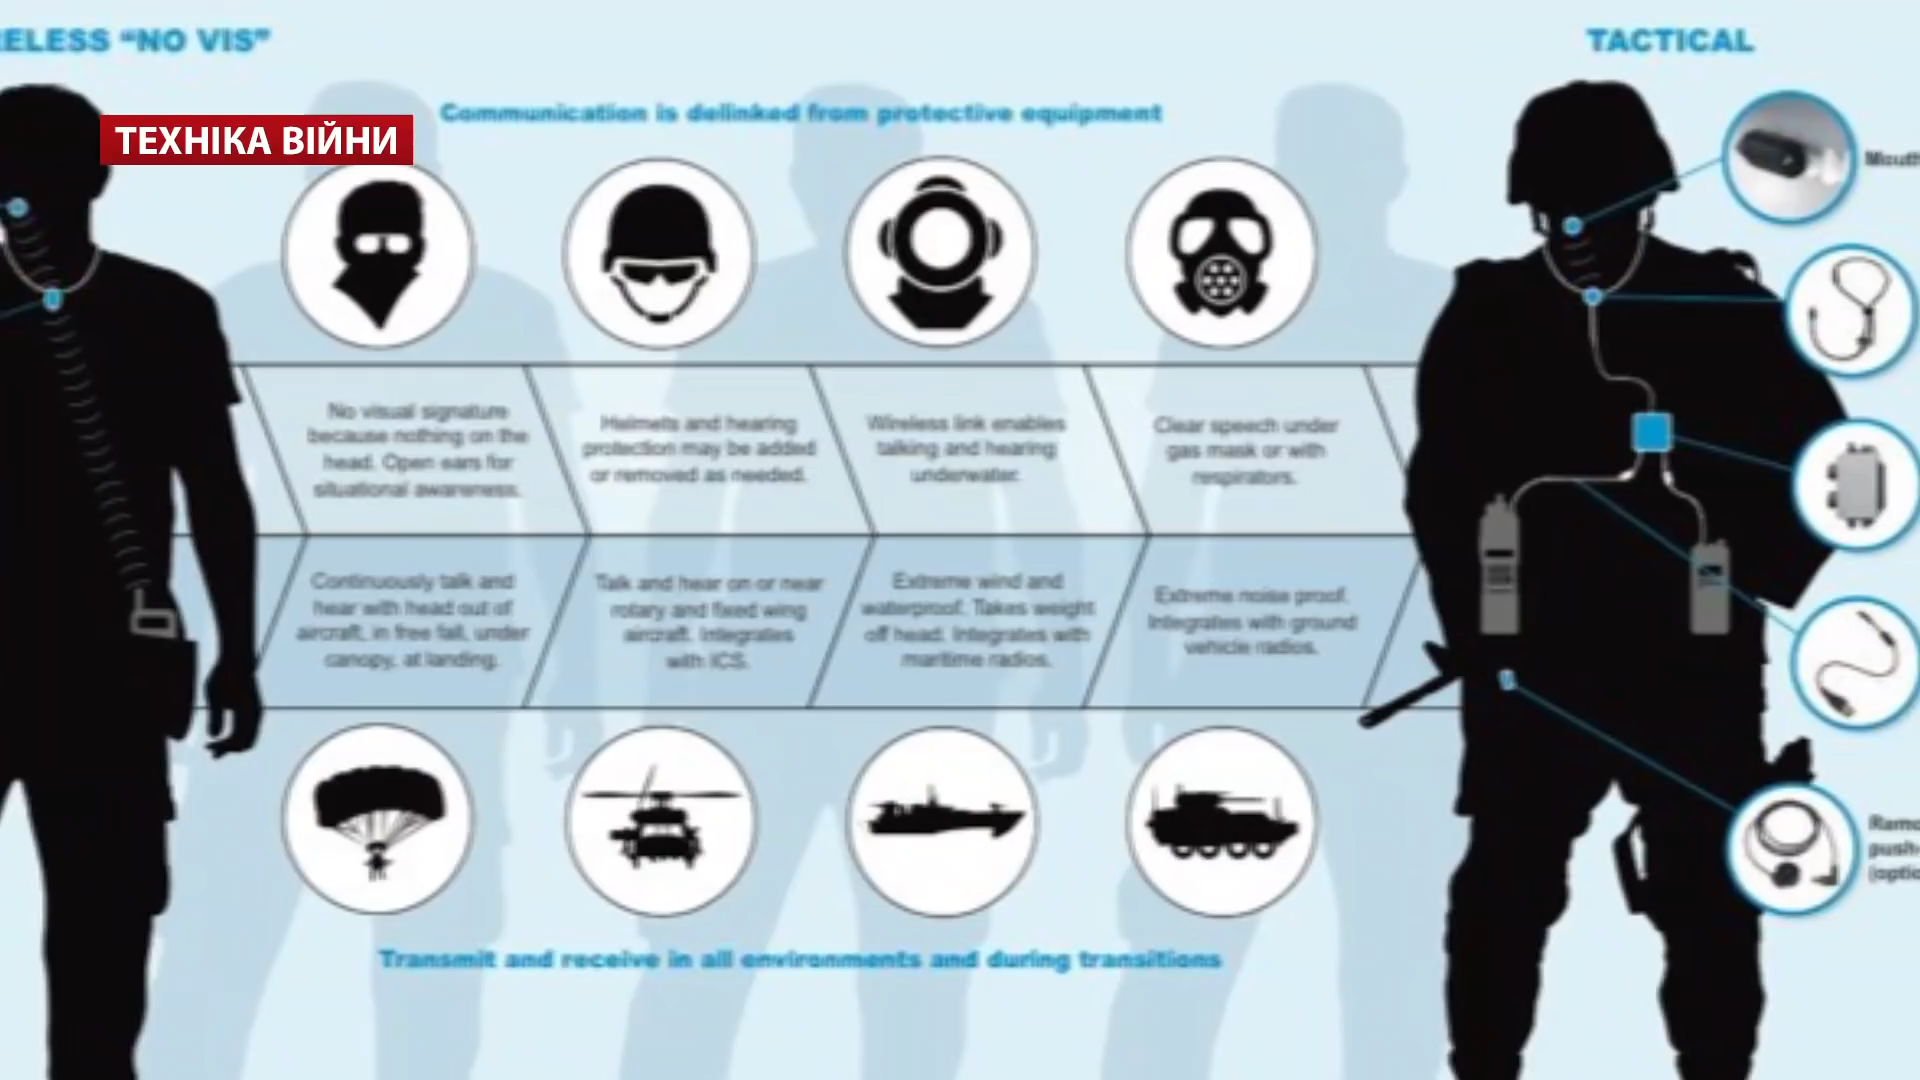 RELESS “NO VIS”
TACTICAL
Communication is delinked from protective equipment
ТЕХНІКА ВІЙНИ
Mouth
No visual signature
because nothing on the
head. Open ears for
situational awareness.
Helmets and hearing
protection may be added
or removed as needed.
Wireless link enables
talking and hearing
underwater.
Clear speech under
gas mask or with
respirators.
Continuously talk and
hear with head out of
aircraft, in free fall, under
canopy, at landing.
Talk and hear on or near
rotary and fixed wing
aircraft. Integrates
with ICS.
Extreme wind and
waterproof. Takes weight
off head. Integrates with
maritime radios.
Extreme noise proof.
Integrates with ground
vehicle radios.
Remo
push-
(optio
Transmit and receive in all environments and during transitions